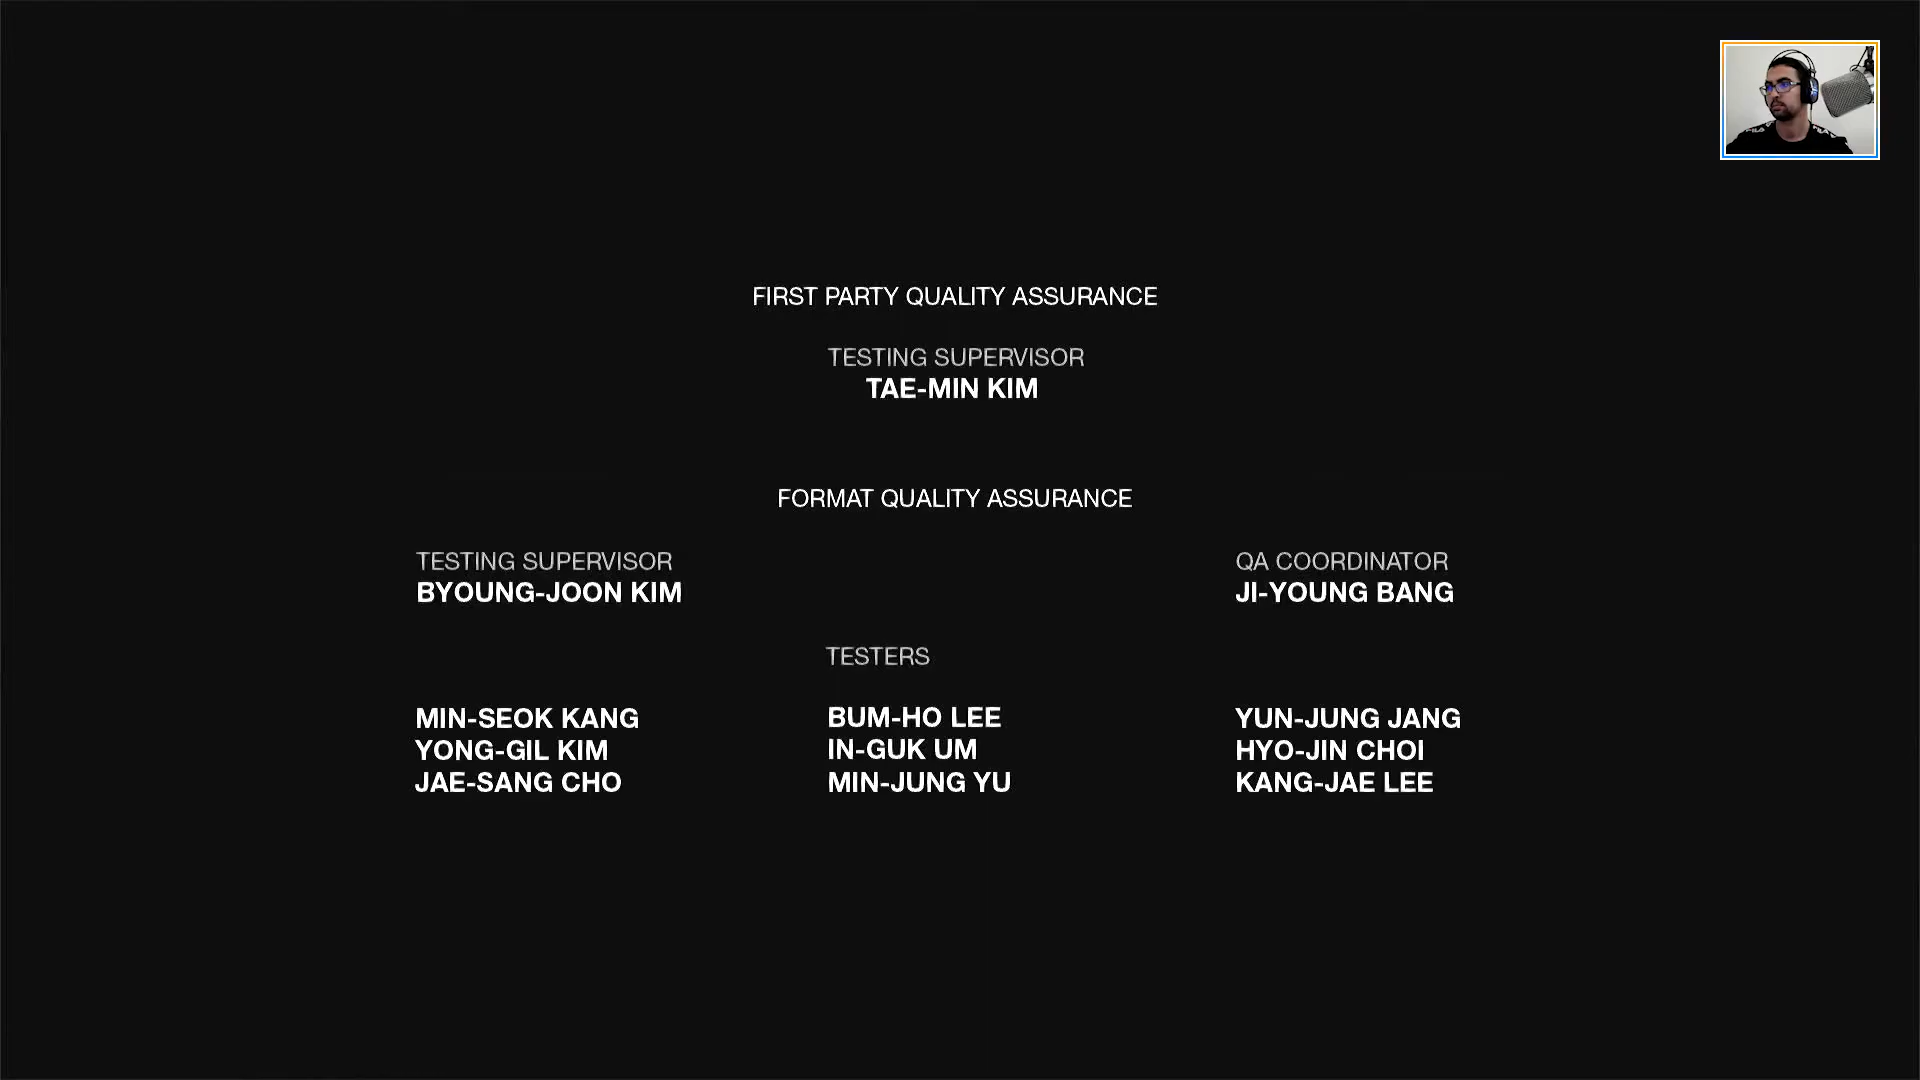 FIRST PARTY QUALITY ASSURANCE
TESTING SUPERVISOR
TAE-MIN KIM
FORMAT QUALITY ASSURANCE
TESTING SUPERVISOR
BYOUNG-JOON KIM
QA COORDINATOR
JI-YOUNG BANG
TESTERS
MIN-SEOK KANG
YONG-GIL KIM
JAE-SANG CHO
BUM-HO LEE
IN-GUK UM
MIN-JUNG YU
YUN-JUNG JANG
HYO-JIN CHOI
KANG-JAE LEE